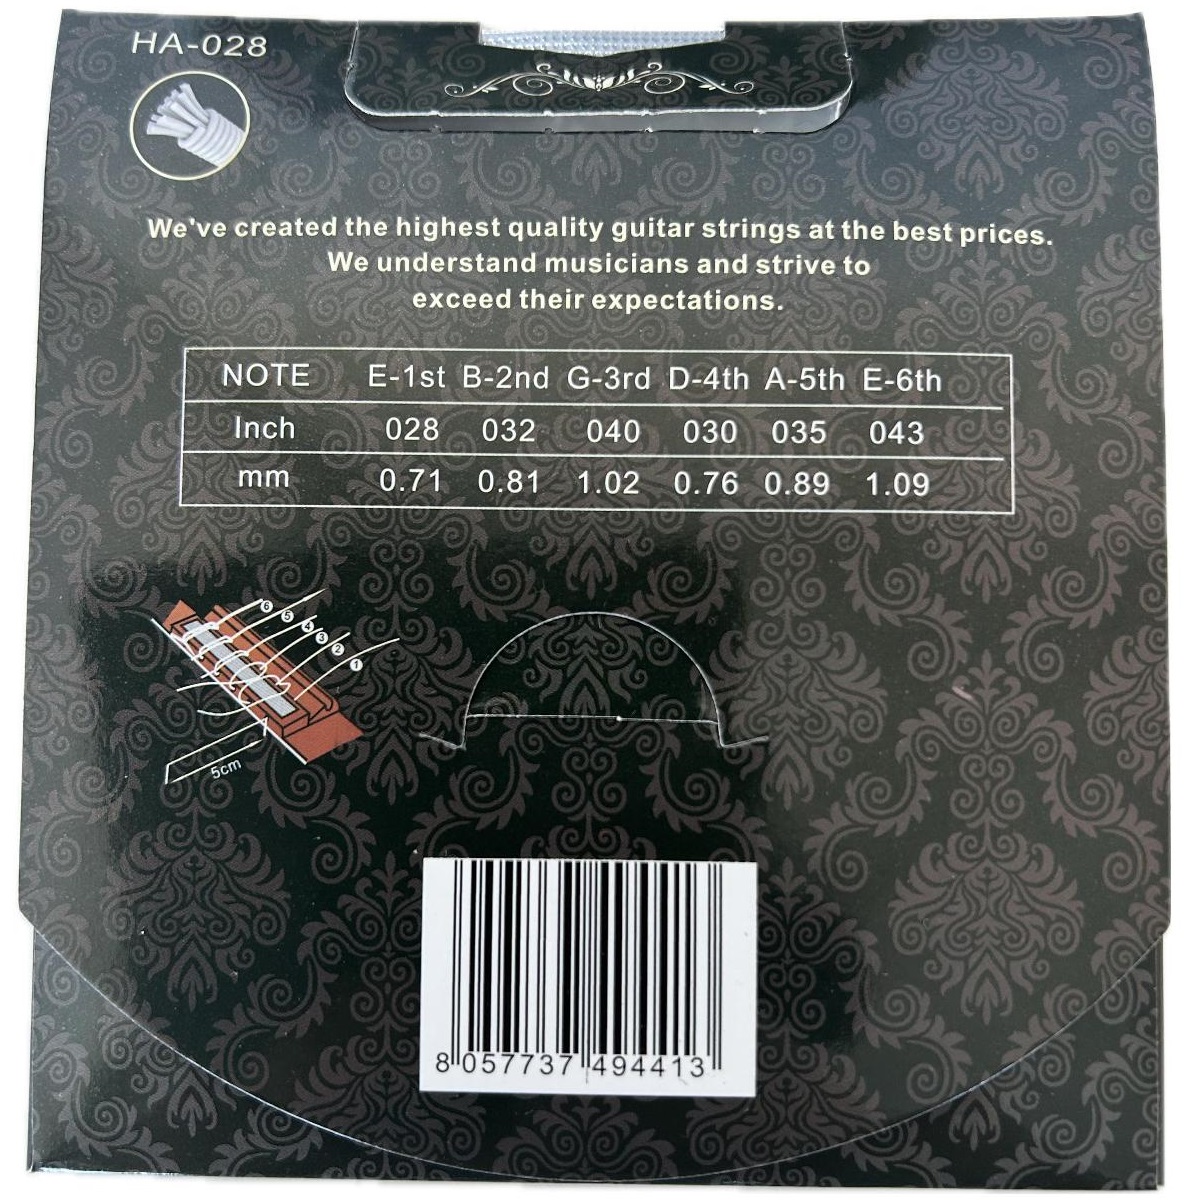 HA-028
We've created the highest quality guitar strings at the best prices.
We understand musicians and strive to
exceed their expectations.
NOTE E-1st B-2nd G-3rd D-4th A-5th E-6th
Inch 028 032 040 030 035 043
mm 0.71 0.81 1.02 0.76 0.89 1.09
6 5 4 3 2 1
5cm
8 057737 494413